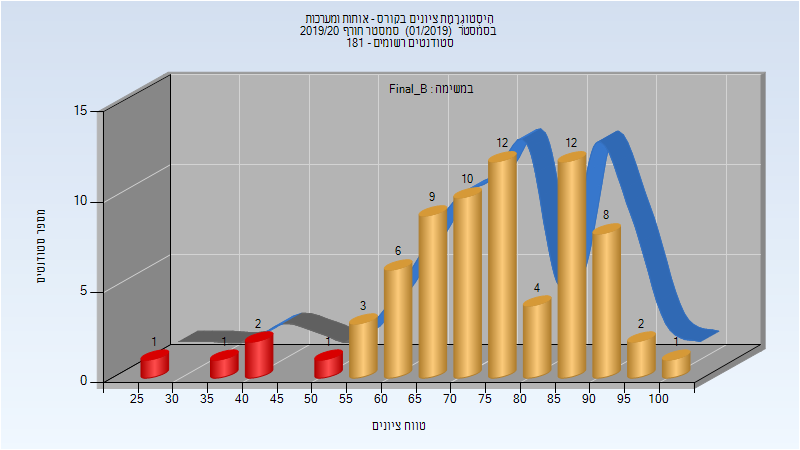 היסטוגרמת ציונים בקורס - אותות ומערכות
בסמסטר (01/2019) סמסטר חורף 2019/20
סטודנטים רשומים - 181
במשימה : Final_B
מספר סטודנטים
15
10
5
0
1
1
2
1
3
6
9
10
12
4
12
8
2
1
25 30 35 40 45 50 55 60 65 70 75 80 85 90 95 100
טווח ציונים